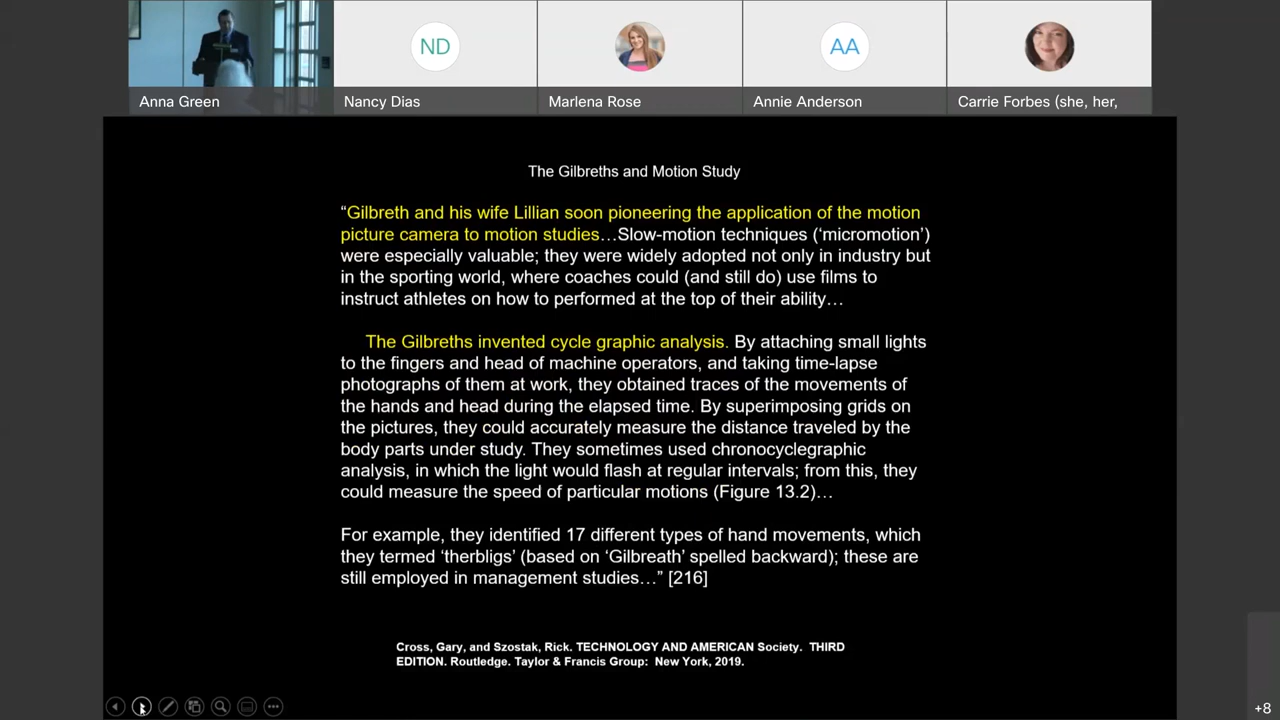 Anna Green
ND
Nancy Dias
Marlena Rose
AA
Annie Anderson
Carrie Forbes (she, her,
The Gilbreths and Motion Study
“Gilbreth and his wife Lillian soon pioneering the application of the motion
picture camera to motion studies…Slow-motion techniques (‘micromotion’)
were especially valuable; they were widely adopted not only in industry but
in the sporting world, where coaches could (and still do) use films to
instruct athletes on how to performed at the top of their ability…
The Gilbreths invented cycle graphic analysis. By attaching small lights
to the fingers and head of machine operators, and taking time-lapse
photographs of them at work, they obtained traces of the movements of
the hands and head during the elapsed time. By superimposing grids on
the pictures, they could accurately measure the distance traveled by the
body parts under study. They sometimes used chronocyclegraphic
analysis, in which the light would flash at regular intervals; from this, they
could measure the speed of particular motions (Figure 13.2)…
For example, they identified 17 different types of hand movements, which
they termed ‘therbligs’ (based on ‘Gilbreath’ spelled backward); these are
still employed in management studies…” [216]
Cross, Gary, and Szostak, Rick. TECHNOLOGY AND AMERICAN Society. THIRD
EDITION. Routledge. Taylor & Francis Group: New York, 2019.
+8